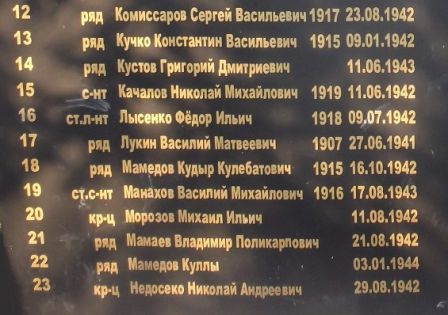 12 ряд Комиссаров Сергей Васильевич 1917 23.08.1942
13 ряд Кучко Константин Васильевич 1915 09.01.1942
14 ряд Кустов Григорий Дмитриевич 11.06.1943
15 с-нт Качалов Николай Михайлович 1919 11.06.1942
16 ст.л-нт Лысенко Фёдор Ильич 1918 09.07.1942
17 ряд Лукин Василий Матвеевич 1907 27.06.1941
18 ряд Мамедов Кудыр Кулебатович 1915 16.10.1942
19 ст.с-нт Манахов Василий Михайлович 1916 17.08.1943
20 кр-ц Морозов Михаил Ильич 11.08.1942
21 ряд Мамаев Владимир Поликарпович 21.08.1942
22 ряд Мамедов Куллы 03.01.1944
23 кр-ц Недосеко Николай Андреевич 29.08.1942